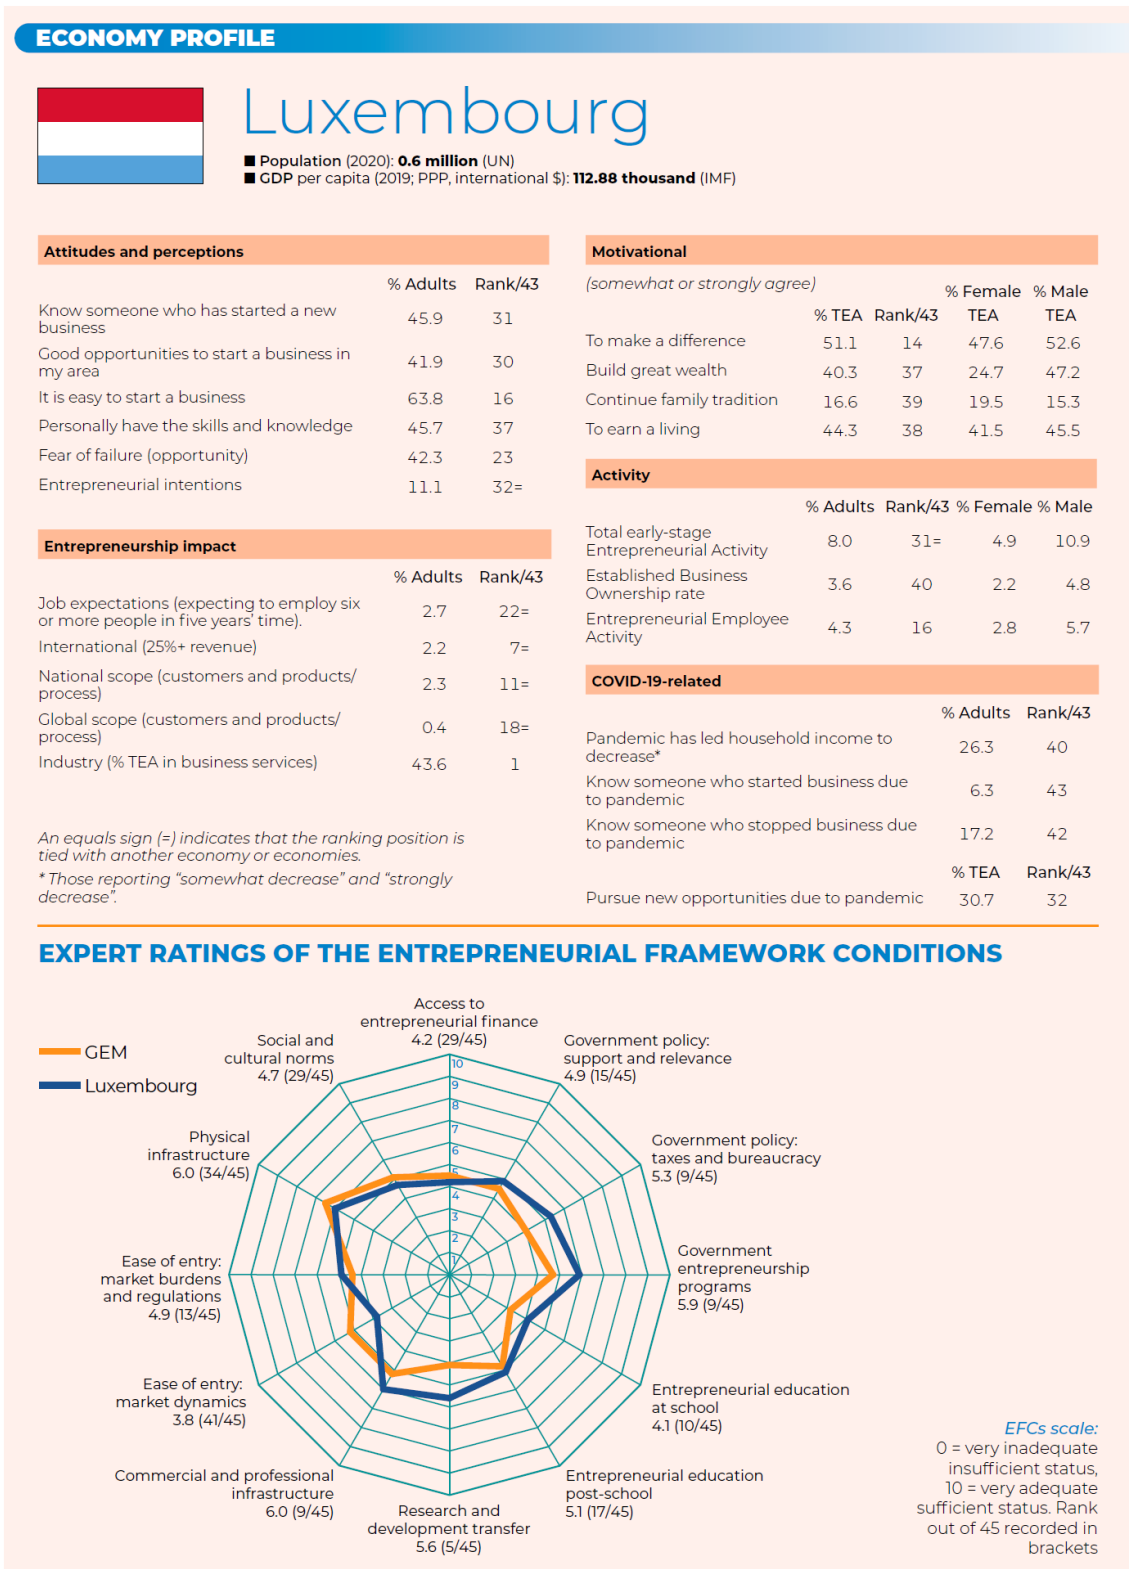 ECONOMY PROFILE
Luxembourg
■ Population (2020): 0.6 million (UN)
■ GDP per capita (2019; PPP, international $): 112.88 thousand (IMF)
Attitudes and perceptions
% Adults Rank/43
Know someone who has started a new
business 45.9 31
Good opportunities to start a business in
my area 41.9 30
It is easy to start a business 63.8 16
Personally have the skills and knowledge 45.7 37
Fear of failure (opportunity) 42.3 23
Entrepreneurial intentions 11.1 32=
Entrepreneurship impact
% Adults Rank/43
Job expectations (expecting to employ six
or more people in five years' time). 2.7 22=
International (25%+ revenue) 2.2 7=
National scope (customers and products/
process) 2.3 11=
Global scope (customers and products/
process) 0.4 18=
Industry (% TEA in business services) 43.6 1
An equals sign (=) indicates that the ranking position is
tied with another economy or economies.
* Those reporting “somewhat decrease” and “strongly
decrease”.
Motivational
(somewhat or strongly agree)
% Female % Male
% TEA Rank/43 TEA TEA
To make a difference 51.1 14 47.6 52.6
Build great wealth 40.3 37 24.7 47.2
Continue family tradition 16.6 39 19.5 15.3
To earn a living 44.3 38 41.5 45.5
Activity
% Adults Rank/43 % Female % Male
Total early-stage
Entrepreneurial Activity 8.0 31= 4.9 10.9
Established Business
Ownership rate 3.6 40 2.2 4.8
Entrepreneurial Employee
Activity 4.3 16 2.8 5.7
COVID-19-related
% Adults Rank/43
Pandemic has led household income to
decrease* 26.3 40
Know someone who started business due
to pandemic 6.3 43
Know someone who stopped business due
to pandemic 17.2 42
% TEA Rank/43
Pursue new opportunities due to pandemic 30.7 32
EXPERT RATINGS OF THE ENTREPRENEURIAL FRAMEWORK CONDITIONS
GEM
Luxembourg
Access to
entrepreneurial finance
4.2 (29/45)
Government policy:
support and relevance
4.9 (15/45)
Government policy:
taxes and bureaucracy
5.3 (9/45)
Government
entrepreneurship
programs
5.9 (9/45)
Entrepreneurial education
at school
4.1 (10/45)
Entrepreneurial education
post-school
5.1 (17/45)
Research and
development transfer
5.6 (5/45)
Commercial and professional
infrastructure
6.0 (9/45)
Ease of entry:
market dynamics
3.8 (41/45)
Ease of entry:
market burdens
and regulations
4.9 (13/45)
Physical
infrastructure
6.0 (34/45)
Social and
cultural norms
4.7 (29/45)
10
9
8
7
6
5
4
3
2
1
EFCs scale:
0 = very inadequate
insufficient status,
10 = very adequate
sufficient status. Rank
out of 45 recorded in
brackets